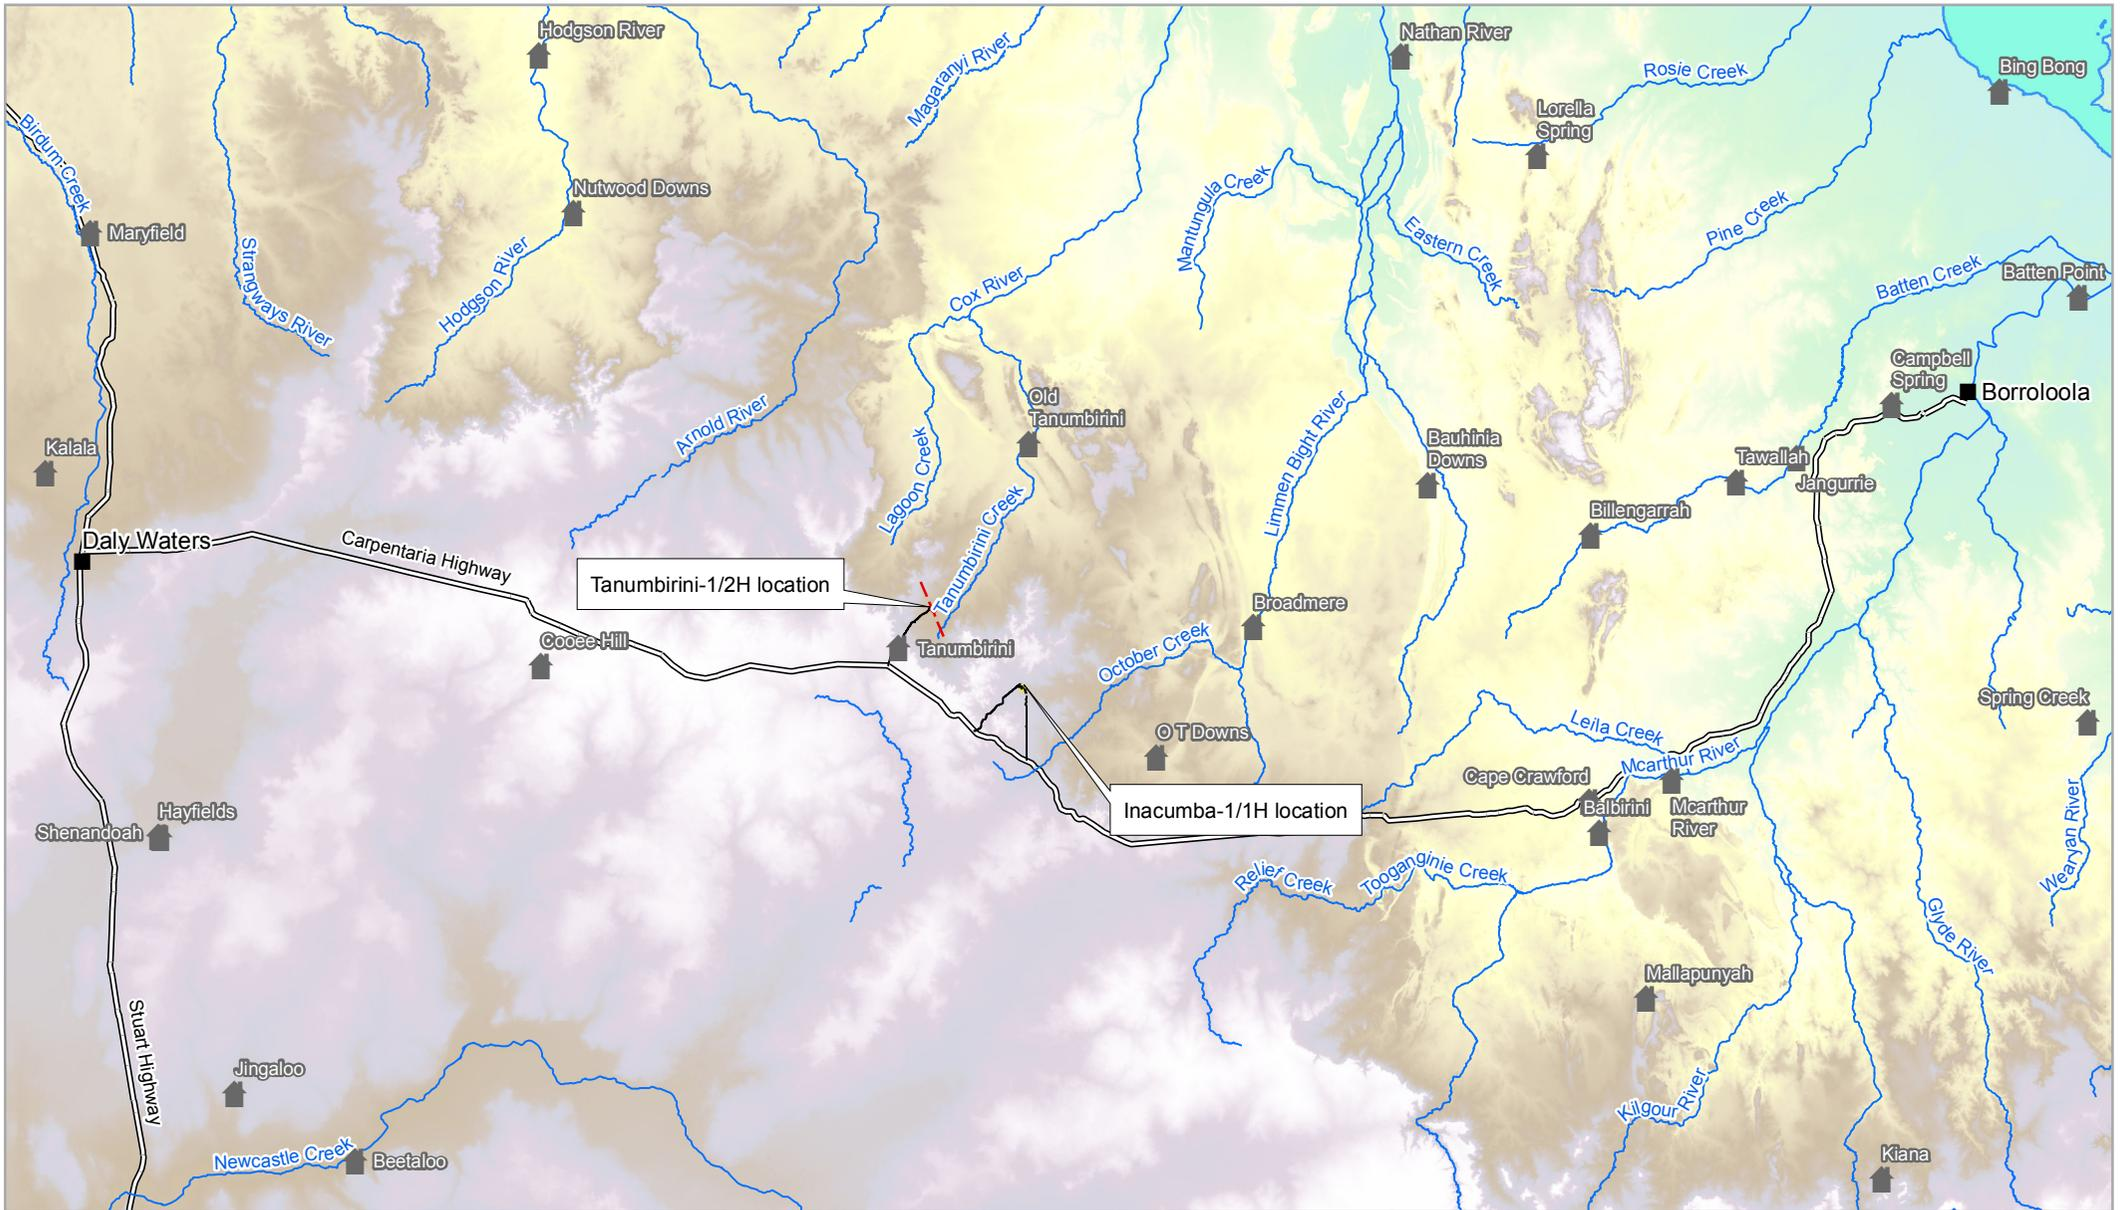 Hodgson River
Nathan River
Magaranyi River
Rosie Creek
Bing Bong
Lorella
Spring
Birdum Creek
Maryfield
Nutwood Downs
Mantungula Creek
Pine Creek
Strangways River
Hodgson River
Cox River
Eastern Creek
Batten Creek
Batten Point
Old
Tanumbirini
Campbell
Spring
Borroloola
Kalala
Arnold River
Lagoon Creek
Limmen Bight River
Bauhinia
Downs
Tawallah
Jangurrie
Billengarrah
Daly Waters
Carpentaria Highway
Tanumbirini-1/2H location
Tanumbirini Creek
Broadmere
Cooee Hill
Tanumbirini
October Creek
O T Downs
Leila Creek
Spring Creek
Mcarthur River
Cape Crawford
Balbirini
Mcarthur
River
Inacumba-1/1H location
Hayfields
Shenandoah
Wearyan River
Relief Creek
Tooganginie Creek
Glyde River
Mallapunyah
Stuart Highway
Jingaloo
Kilgour River
Newcastle Creek
Beetaloo
Kiana